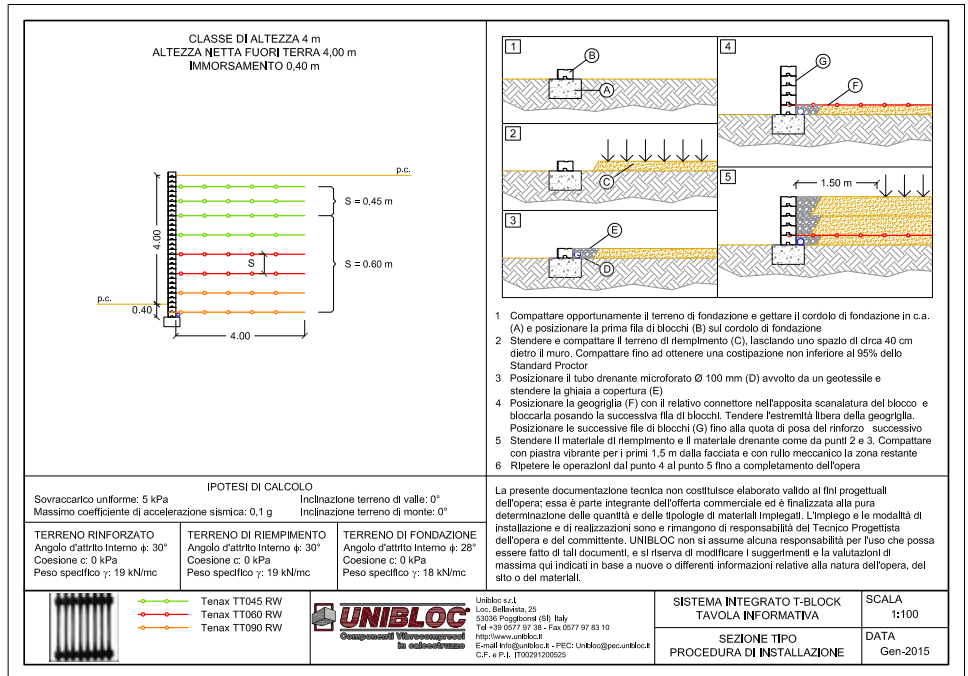 CLASSE DI ALTEZZA 4 m
ALTEZZA NETTA FUORI TERRA 4,00 m
IMMORSAMENTO 0,40 m
p.c.
S = 0.45 m
4.00
S
S = 0.60 m
p.c.
0.40
4.00
1
B
A
2
C
3
E
D
4
G
F
5
1.50 m
1 Compattare opportunamente il terreno di fondazione e gettare il cordolo di fondazione in c.a.
(A) e posizionare la prima fila di blocchi (B) sul cordolo di fondazione
2 Stendere e compattare il terreno di riempimento (C), lasciando uno spazio di circa 40 cm
dietro il muro. Compattare fino ad ottenere una costipazione non inferiore al 95% dello
Standard Proctor
3 Posizionare il tubo drenante microforato Ø 100 mm (D) avvolto da un geotessile e
stendere la ghiaia a copertura (E)
4 Posizionare la geogriglia (F) con il relativo connettore nell'apposita scanalatura del blocco e
bloccarla posando la successiva fila di blocchi. Tendere l'estremità libera della geogriglia.
Posizionare le successive file di blocchi (G) fino alla quota di posa del rinforzo successivo
5 Stendere il materiale di riempimento e il materiale drenante come da punti 2 e 3. Compattare
con piastra vibrante per i primi 1,5 m dalla facciata e con rullo meccanico la zona restante
6 Ripetere le operazioni dal punto 4 al punto 5 fino a completamento dell'opera
IPOTESI DI CALCOLO
Sovraccarico uniforme: 5 kPa
Inclinazione terreno di valle: 0°
Massimo coefficiente di accelerazione sismica: 0,1 g
Inclinazione terreno di monte: 0°
TERRENO RINFORZATO
Angolo d'attrito Interno ϕ: 30°
Coesione c: 0 kPa
Peso specifico γ: 19 kN/mc
TERRENO DI RIEMPIMENTO
Angolo d'attrito Interno ϕ: 30°
Coesione c: 0 kPa
Peso specifico γ: 19 kN/mc
TERRENO DI FONDAZIONE
Angolo d'attrito Interno ϕ: 28°
Coesione c: 0 kPa
Peso specifico γ: 18 kN/mc
La presente documentazione tecnica non costituisce elaborato valido ai fini progettuali
dell'opera; essa è parte integrante dell'offerta commerciale ed è finalizzata alla pura
determinazione delle quantità e delle tipologie di materiali impiegati. L'impiego e le modalità di
installazione e di realizzazioni sono e rimangono di responsabilità del Tecnico Progettista
dell'opera e del committente. UNIBLOC non si assume alcuna responsabilità per l'uso che possa
essere fatto di tali documenti, e si riserva di modificare i suggerimenti e la valutazioni di
massima qui indicati in base a nuove o differenti informazioni relative alla natura dell'opera, del
sito o dei materiali.
Tenax TT045 RW
Tenax TT060 RW
Tenax TT090 RW
UNIBLOC
Componenti Vibrocompressi
in calcestruzzo
Unibloc s.r.l.
Loc. Bellavista, 25
53036 Poggibonsi (SI) Italy
Tel +39 0577 97 38 - Fax 0577 97 83 10
http:\\www.unibloc.it
E-mail info@unibloc.it - PEC: Unibloc@pec.unibloc.it
C.F. e P.I. IT00291200525
SISTEMA INTEGRATO T-BLOCK
TAVOLA INFORMATIVA
SEZIONE TIPO
PROCEDURA DI INSTALLAZIONE
SCALA
1:100
DATA
Gen-2015